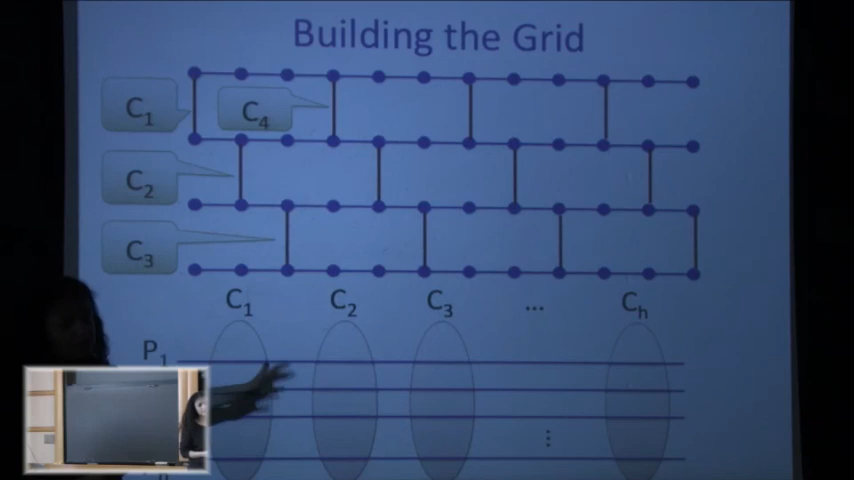 Building the Grid
C₁
C₄
C₂
C₃
C₁ C₂ C₃ ... Cₕ
P₁
⋮